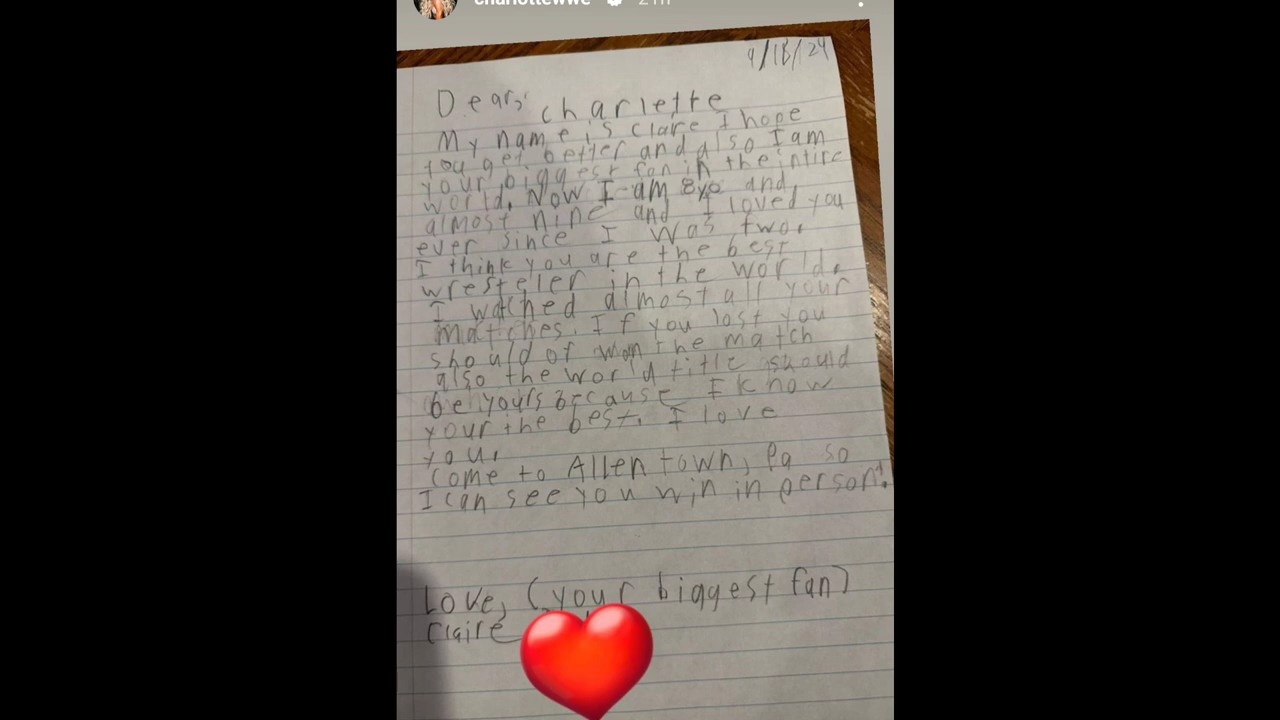 charlottewwe 21h
4/18/24
Dear, charlette
My name is Claire I hope
you get better and also I am
your biggest fan in the intire
world. Now I am 8yo and
almost nine and I loved you
ever since I was two.
I think you are the best
wresteler in the world.
I watched almost all your
matches. If you lost you
should of won the match
also the world title should
be yours because I know
your the best. I love
you.
come to Allentown, Pa so
I can see you win in person!
Love, (your biggest fan)
Claire